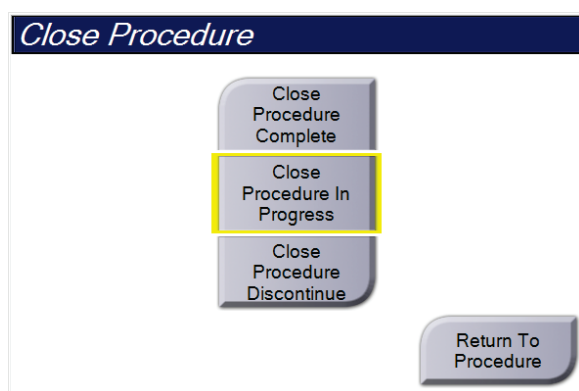 Close Procedure
Close
Procedure
Complete
Close
Procedure In
Progress
Close
Procedure
Discontinue
Return To
Procedure